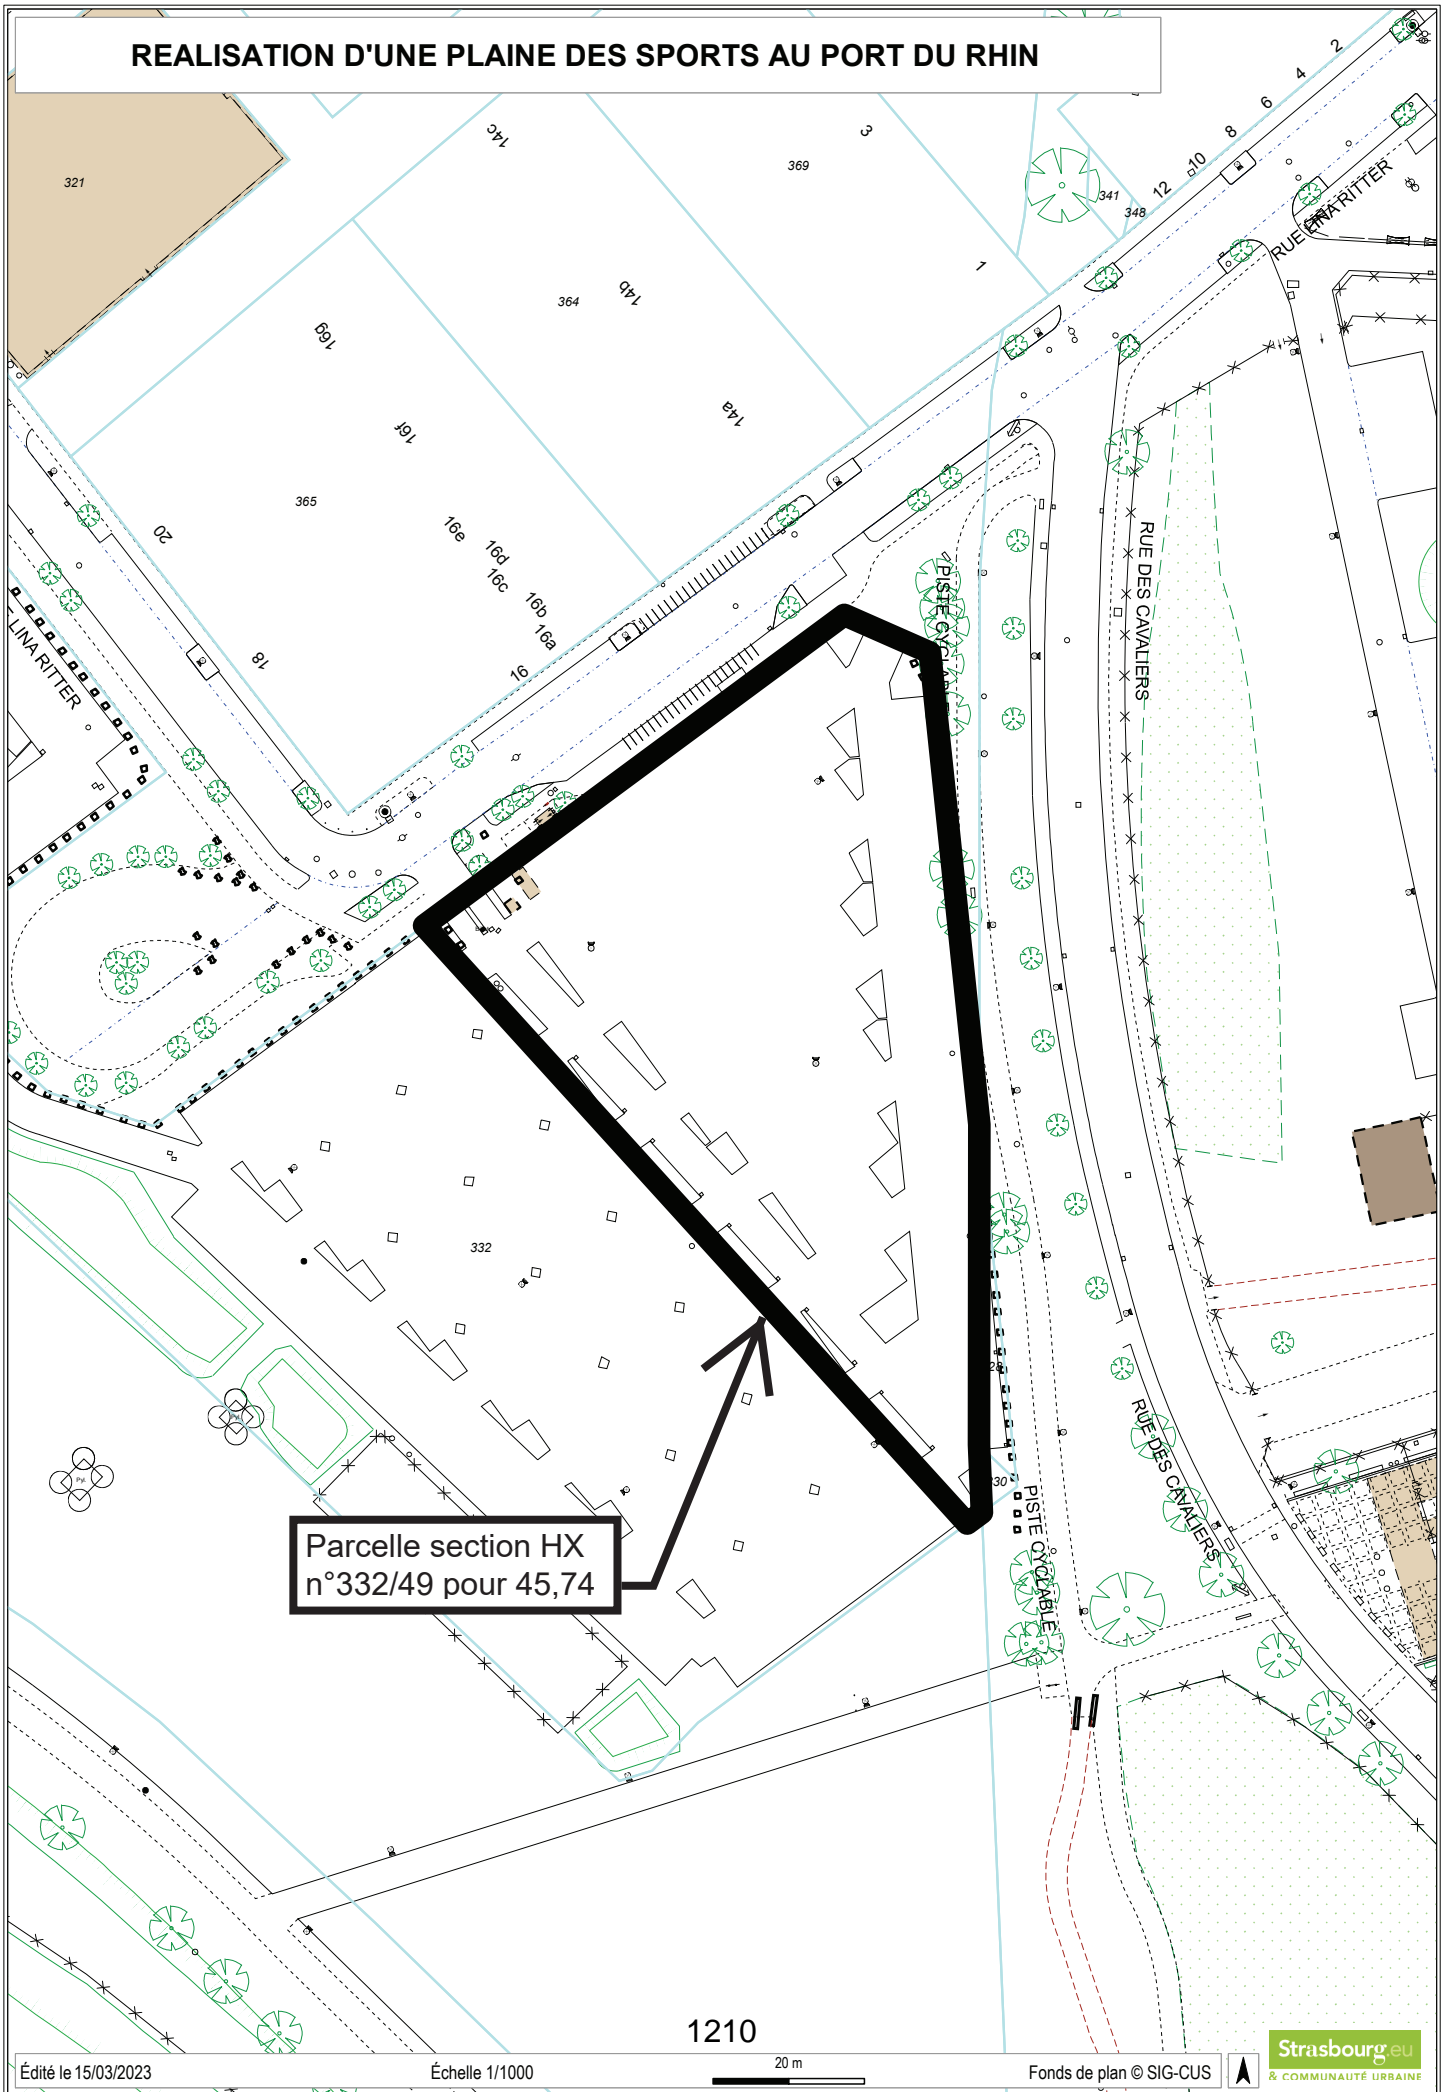 REALISATION D'UNE PLAINE DES SPORTS AU PORT DU RHIN
2
4
6
8
10
12
14c
3
369
321
341
348
RUE LINA RITTER
1
14b
364
16g
14a
16f
365
20
16e
16d
16c
16b
16a
16
18
LINA RITTER
RUE DES CAVALIERS
PISTE CYCLABLE
332
28
Pyl.
Pyl.
330
RUE DES CAVALIERS
PISTE CYCLABLE
Parcelle section HX
n°332/49 pour 45,74
1210
Édité le 15/03/2023
Échelle 1/1000
20 m
Fonds de plan © SIG-CUS
Strasbourg.eu
& COMMUNAUTÉ URBAINE